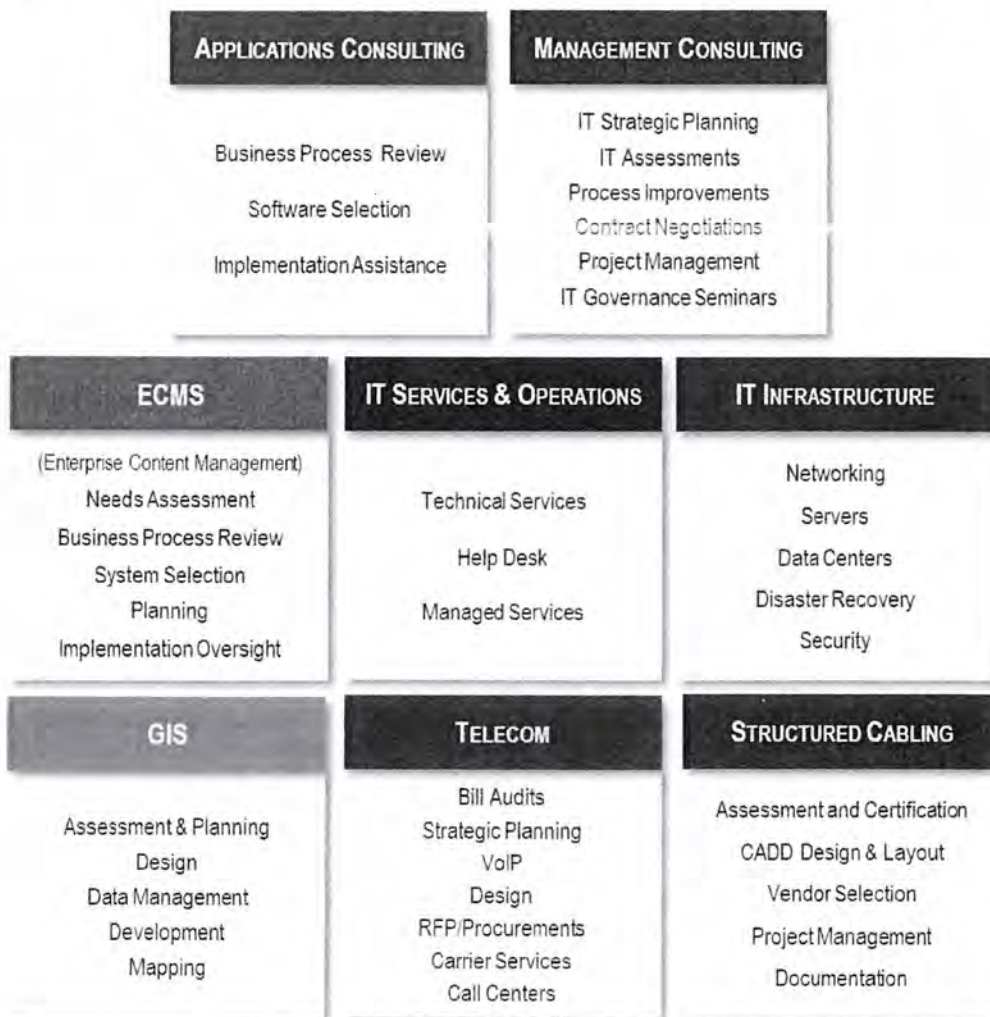 APPLICATIONS CONSULTING
Business Process Review
Software Selection
Implementation Assistance
MANAGEMENT CONSULTING
IT Strategic Planning
IT Assessments
Process Improvements
Contract Negotiations
Project Management
IT Governance Seminars
ECMS
(Enterprise Content Management)
Needs Assessment
Business Process Review
System Selection
Planning
Implementation Oversight
IT SERVICES & OPERATIONS
Technical Services
Help Desk
Managed Services
IT INFRASTRUCTURE
Networking
Servers
Data Centers
Disaster Recovery
Security
GIS
Assessment & Planning
Design
Data Management
Development
Mapping
TELECOM
Bill Audits
Strategic Planning
VoIP
Design
RFP/Procurements
Carrier Services
Call Centers
STRUCTURED CABLING
Assessment and Certification
CADD Design & Layout
Vendor Selection
Project Management
Documentation